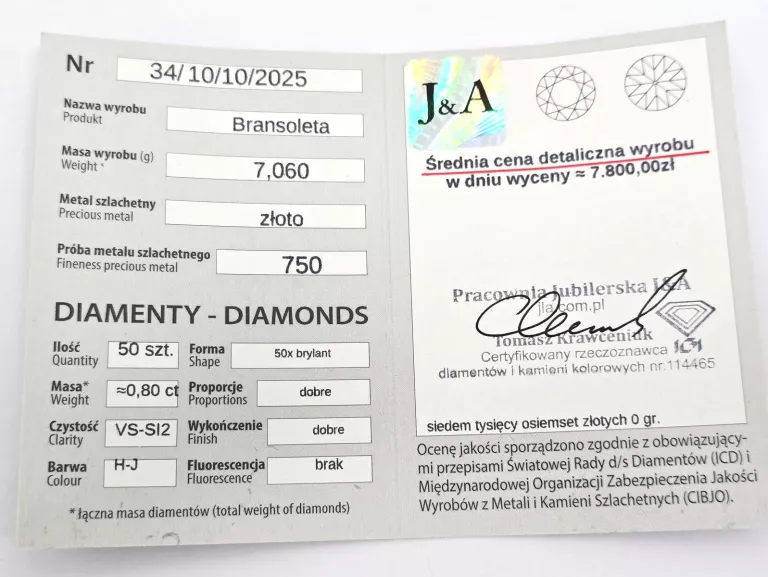 Nr 34/10/10/2025
Nazwa wyrobu
Produkt
Bransoleta
Masa wyrobu (g)
Weight *
7,060
Metal szlachetny
Precious metal
złoto
Próba metalu szlachetnego
Fineness precious metal
750
DIAMENTY - DIAMONDS
Ilość
Quantity
50 szt.
Forma
Shape
50x brylant
Masa*
Weight
≈0,80 ct
Proporcje
Proportions
dobre
Czystość
Clarity
VS-SI2
Wykończenie
Finish
dobre
Barwa
Colour
H-J
Fluorescencja
Fluorescence
brak
* łączna masa diamentów (total weight of diamonds)
J&A
Średnia cena detaliczna wyrobu
w dniu wyceny ≈ 7.800,00zł
Pracownia Jubilerska J&A
jla.com.pl
Tomasz Krawceniuk
Certyfikowany rzeczoznawca
diamentów i kamieni kolorowych nr.114465
siedem tysięcy osiemset złotych 0 gr.
Ocenę jakości sporządzono zgodnie z obowiązujący-
mi przepisami Światowej Rady d/s Diamentów (ICD) i
Międzynarodowej Organizacji Zabezpieczenia Jakości
Wyrobów z Metali i Kamieni Szlachetnych (CIBJO).